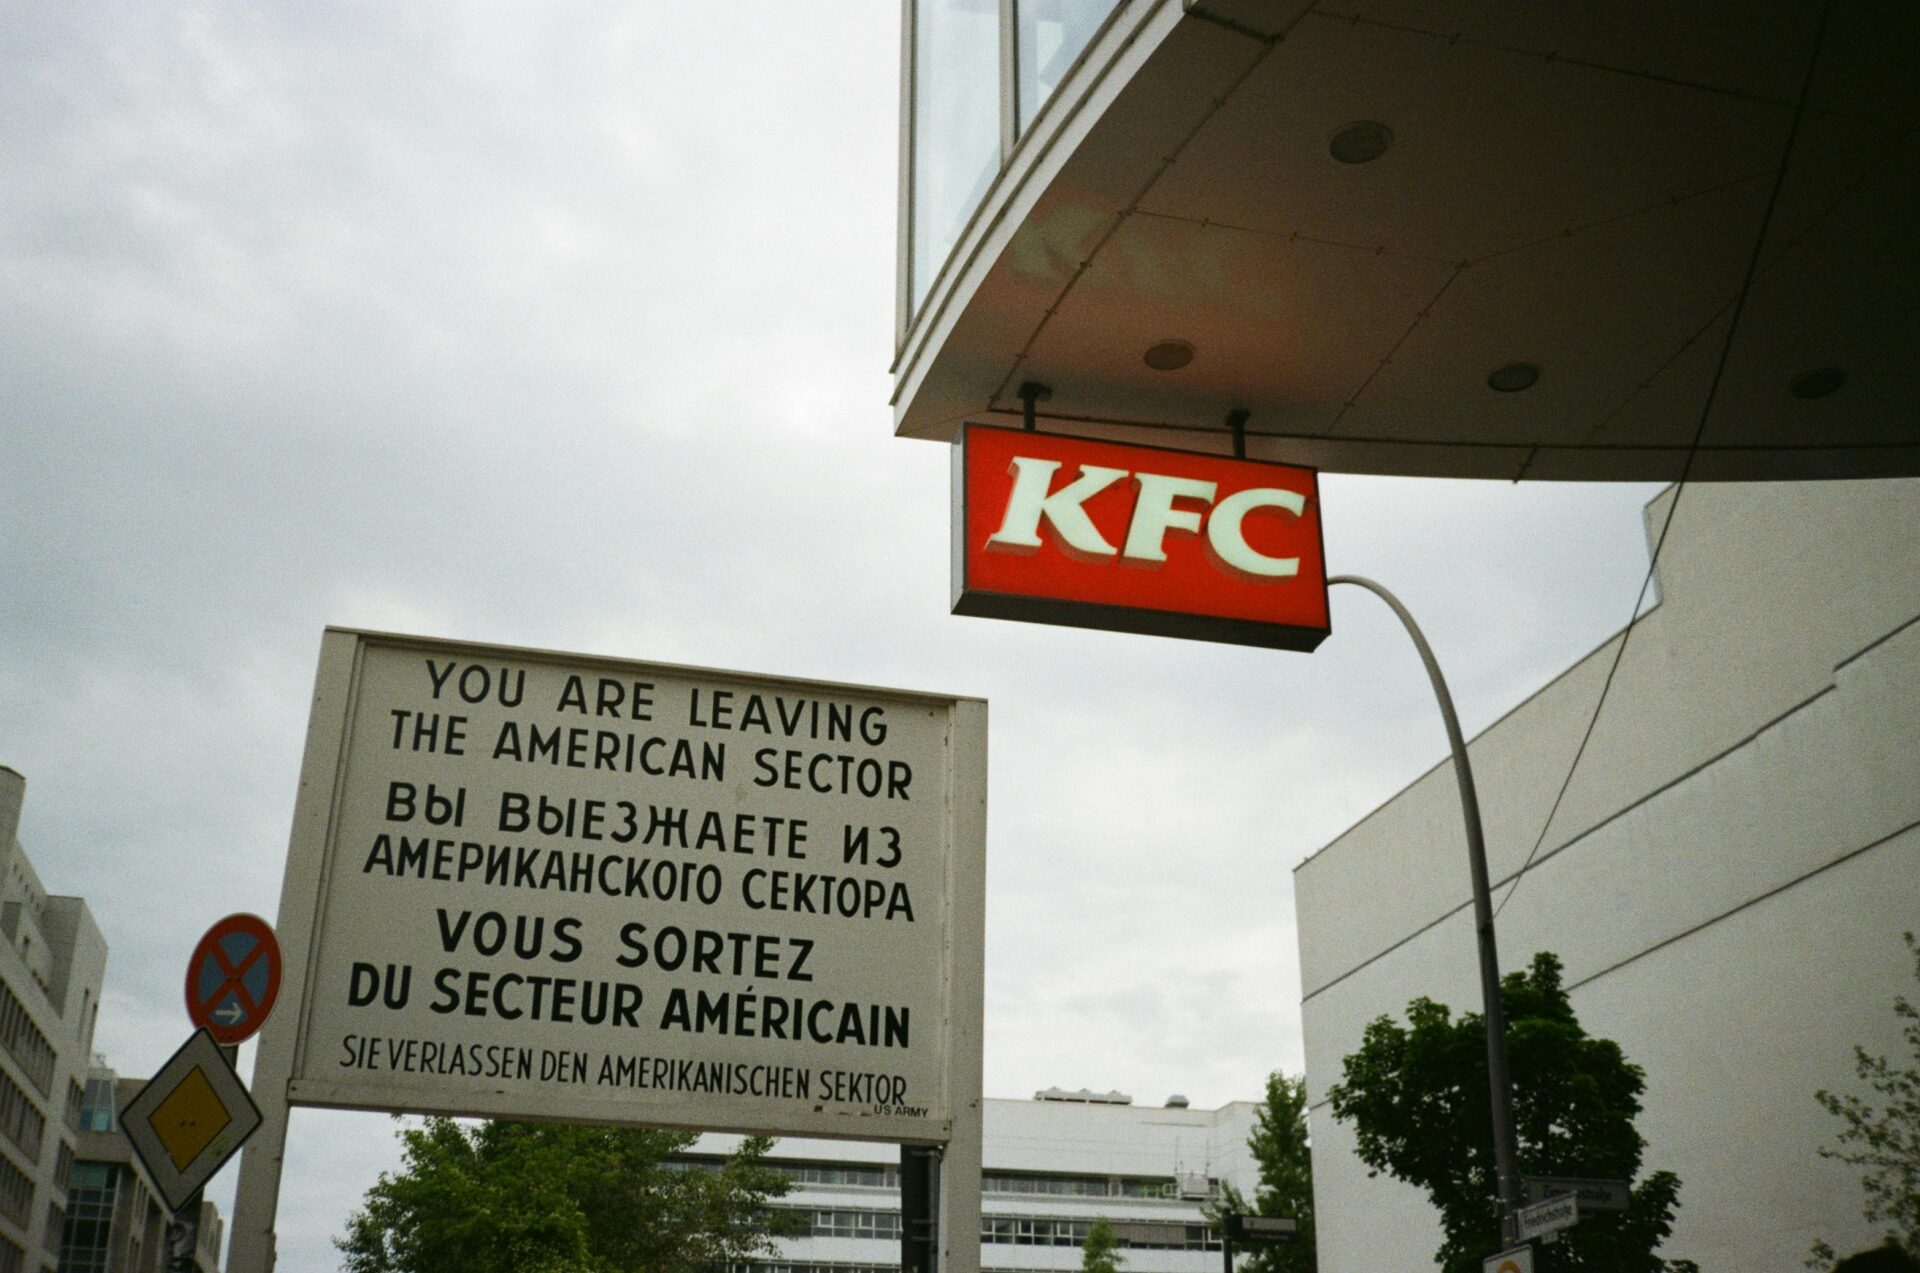 KFC
YOU ARE LEAVING
THE AMERICAN SECTOR
ВЫ ВЫЕЗЖАЕТЕ ИЗ
АМЕРИКАНСКОГО СЕКТОРА
VOUS SORTEZ
DU SECTEUR AMÉRICAIN
SIE VERLASSEN DEN AMERIKANISCHEN SEKTOR
US ARMY
Friedrichstraße